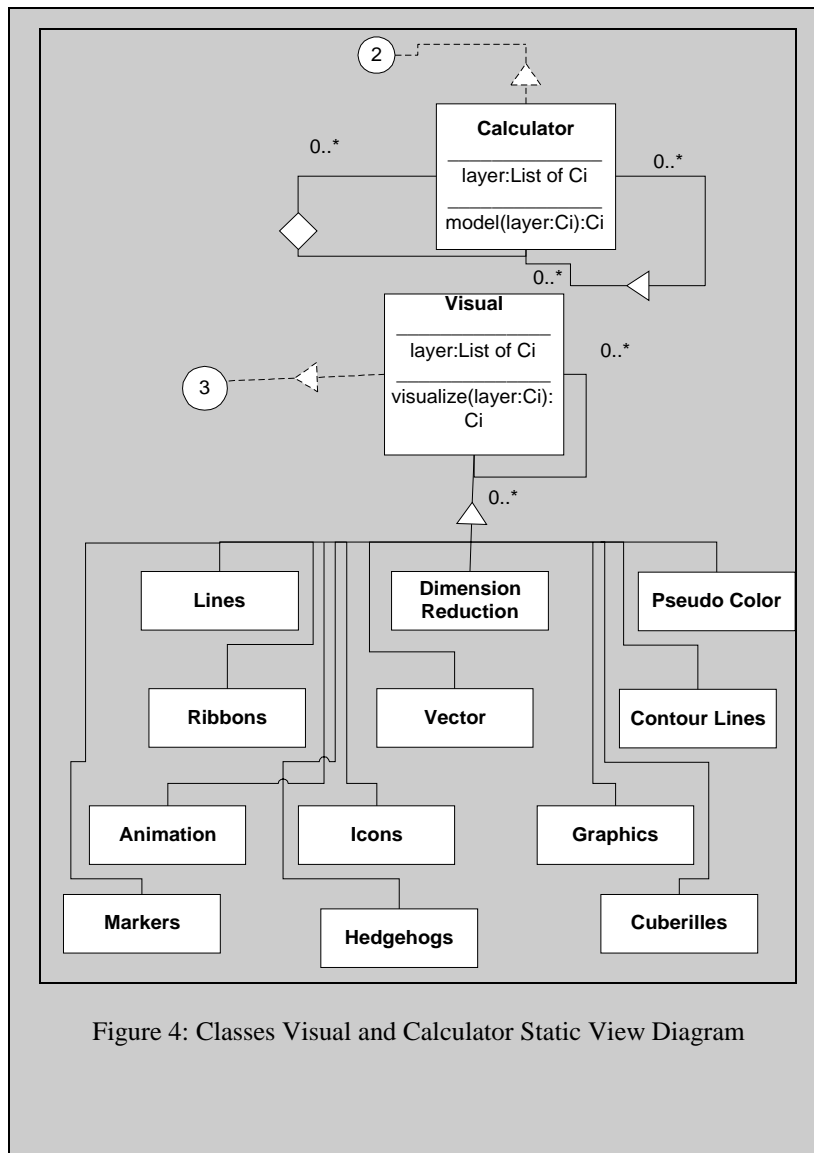 2
Calculator
0..*
0..*
layer:List of Ci
model(layer:Ci):Ci
0..*
Visual
layer:List of Ci
0..*
3
visualize(layer:Ci):
Ci
0..*
Lines
Dimension
Reduction
Pseudo Color
Ribbons
Vector
Contour Lines
Animation
Icons
Graphics
Markers
Hedgehogs
Cuberilles
Figure 4: Classes Visual and Calculator Static View Diagram